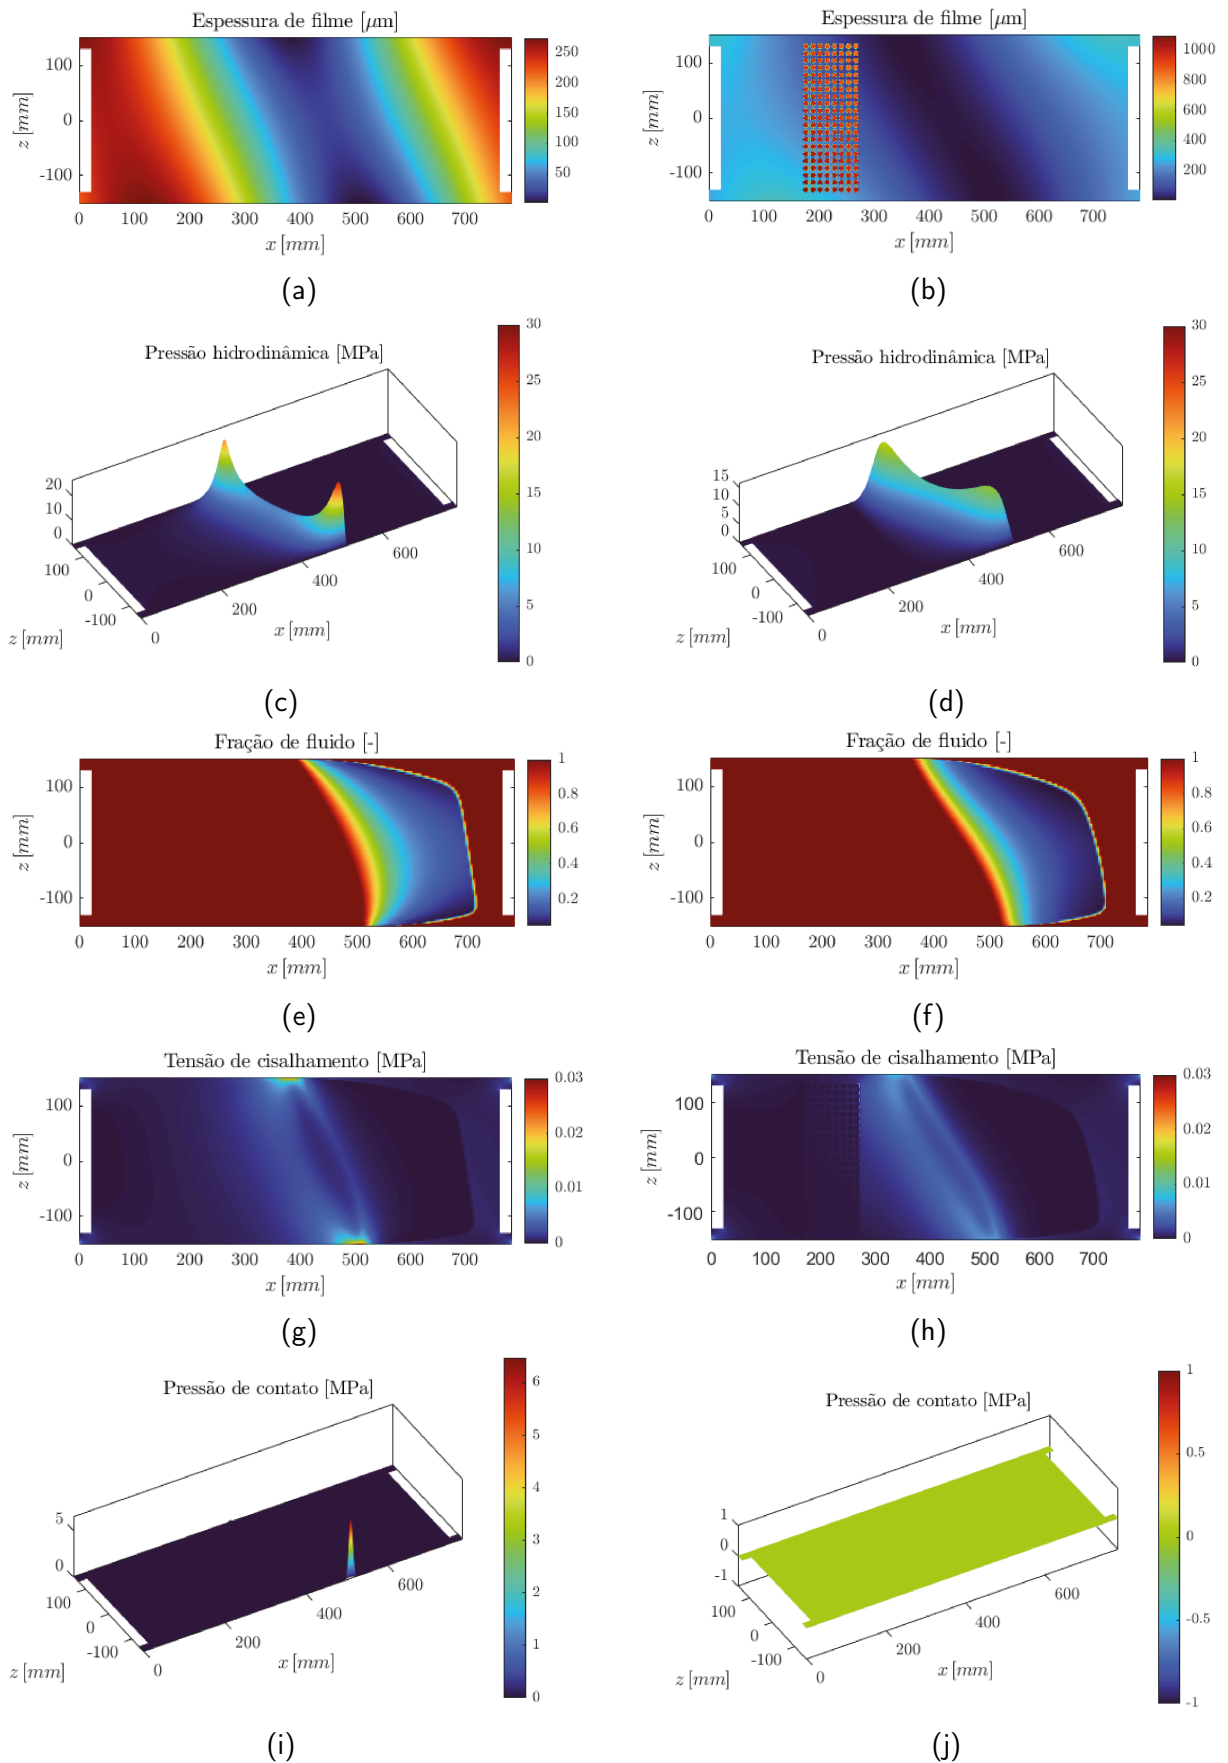 Espessura de filme [μm]
100
0
-100
z [mm]
0 100 200 300 400 500 600 700
x [mm]
250
200
150
100
50
(a)
Espessura de filme [μm]
100
0
-100
z [mm]
0 100 200 300 400 500 600 700
x [mm]
1000
800
600
400
200
(b)
Pressão hidrodinâmica [MPa]
20
10
0
100
0
-100
z [mm]
0
200
400
600
x [mm]
30
25
20
15
10
5
0
(c)
Pressão hidrodinâmica [MPa]
15
10
5
0
100
0
-100
z [mm]
0
200
400
600
x [mm]
30
25
20
15
10
5
0
(d)
Fração de fluido [-]
100
0
-100
z [mm]
0 100 200 300 400 500 600 700
x [mm]
1
0.8
0.6
0.4
0.2
(e)
Fração de fluido [-]
100
0
-100
z [mm]
0 100 200 300 400 500 600 700
x [mm]
1
0.8
0.6
0.4
0.2
(f)
Tensão de cisalhamento [MPa]
100
0
-100
z [mm]
0 100 200 300 400 500 600 700
x [mm]
0.03
0.02
0.01
0
(g)
Tensão de cisalhamento [MPa]
100
0
-100
z [mm]
0 100 200 300 400 500 600 700
x [mm]
0.03
0.02
0.01
0
(h)
Pressão de contato [MPa]
5
0
100
0
-100
z [mm]
0
200
400
600
x [mm]
6
5
4
3
2
1
0
(i)
Pressão de contato [MPa]
1
0
-1
100
0
-100
z [mm]
0
200
400
600
x [mm]
1
0.5
0
-0.5
-1
(j)